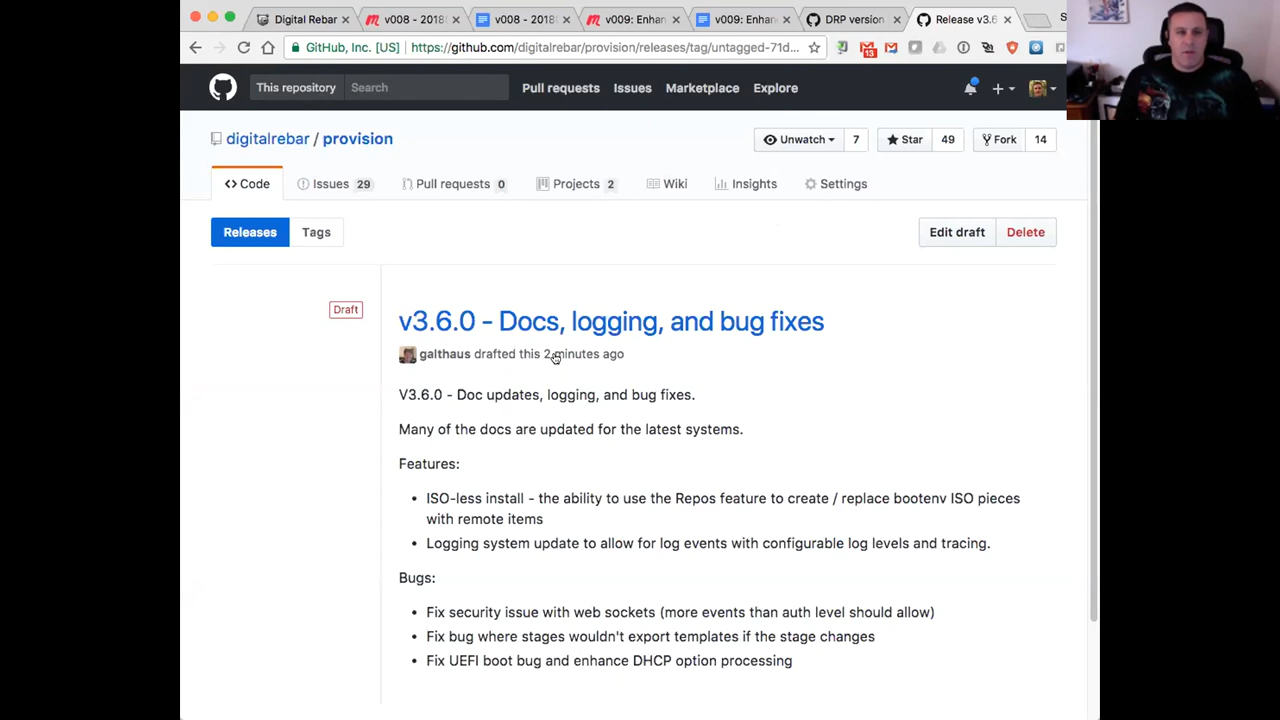 Digital Rebar
v008 - 2018
v008 - 2018
v009: Enhan
v009: Enhan
DRP version
Release v3.6
GitHub, Inc. [US]
https://github.com/digitalrebar/provision/releases/tag/untagged-71d...
13
This repository
Search
Pull requests
Issues
Marketplace
Explore
digitalrebar / provision
Unwatch 7
Star 49
Fork 14
Code
Issues 29
Pull requests 0
Projects 2
Wiki
Insights
Settings
Releases
Tags
Edit draft
Delete
Draft
v3.6.0 - Docs, logging, and bug fixes
galthaus drafted this 2 minutes ago
V3.6.0 - Doc updates, logging, and bug fixes.
Many of the docs are updated for the latest systems.
Features:
• ISO-less install - the ability to use the Repos feature to create / replace bootenv ISO pieces
with remote items
• Logging system update to allow for log events with configurable log levels and tracing.
Bugs:
• Fix security issue with web sockets (more events than auth level should allow)
• Fix bug where stages wouldn't export templates if the stage changes
• Fix UEFI boot bug and enhance DHCP option processing